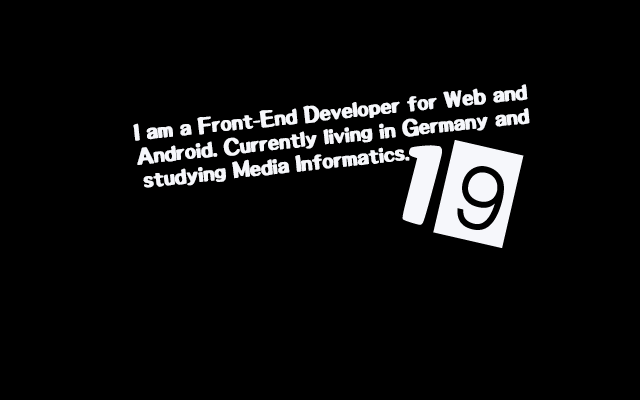 I am a Front-End Developer for Web and
Android. Currently living in Germany and
studying Media Informatics.
19